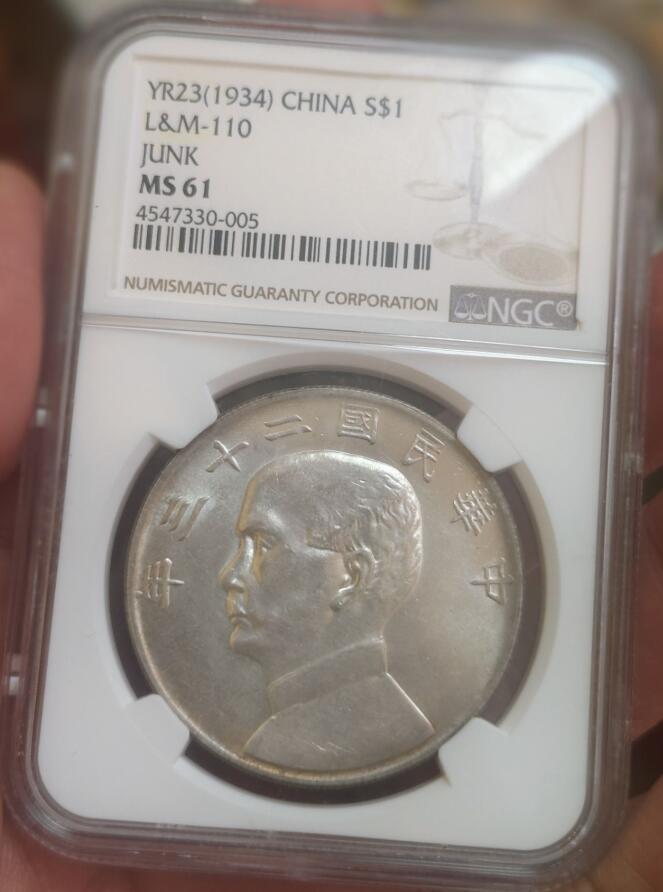 YR23(1934) CHINA S$1
L&M-110
JUNK
MS 61
4547330-005
NUMISMATIC GUARANTY CORPORATION
NGC®
年三十二國民華中